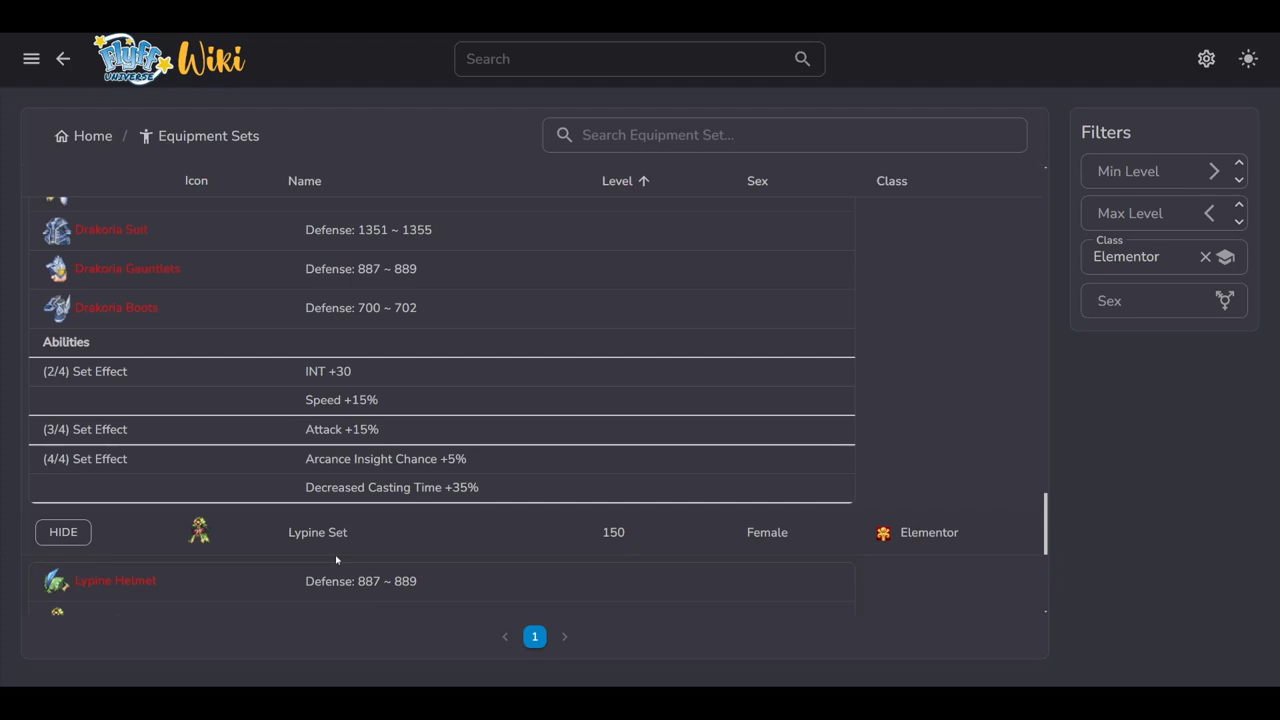 Flyff UNIVERSE Wiki
Search
Home / Equipment Sets
Search Equipment Set...
Icon Name Level Sex Class
Drakoria Suit Defense: 1351 ~ 1355
Drakoria Gauntlets Defense: 887 ~ 889
Drakoria Boots Defense: 700 ~ 702
Abilities
(2/4) Set Effect INT +30
Speed +15%
(3/4) Set Effect Attack +15%
(4/4) Set Effect Arcance Insight Chance +5%
Decreased Casting Time +35%
HIDE Lypine Set 150 Female Elementor
Lypine Helmet Defense: 887 ~ 889
1
Filters
Min Level
Max Level
Class
Elementor
Sex